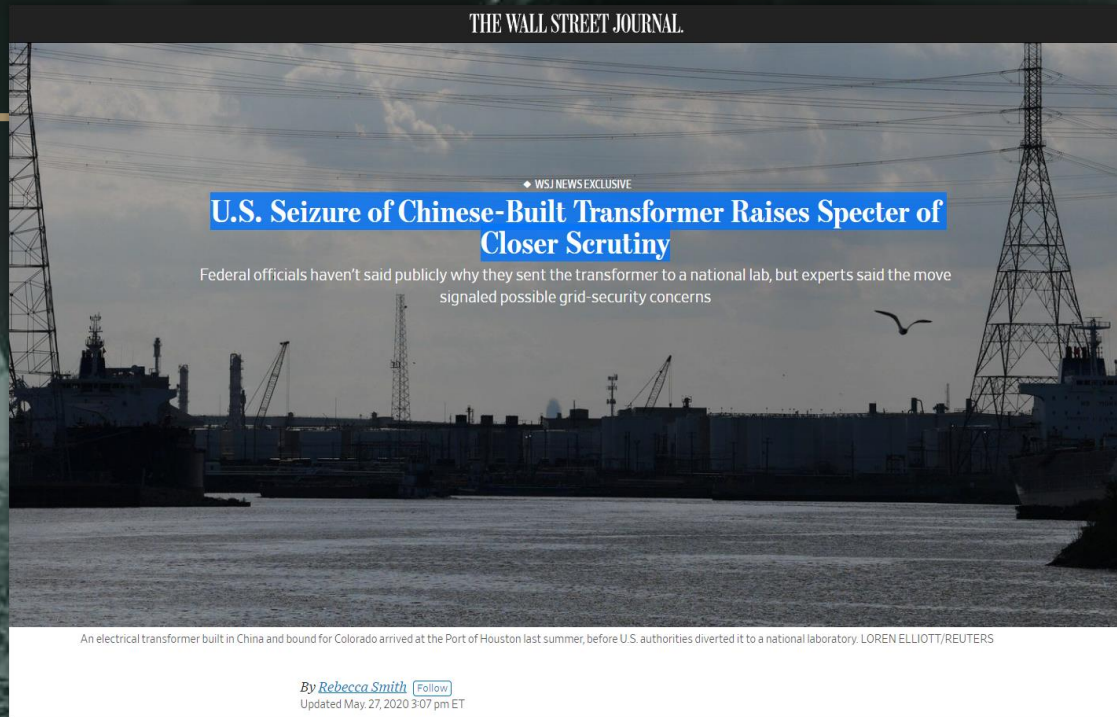 THE WALL STREET JOURNAL.
◆ WSJ NEWS EXCLUSIVE
U.S. Seizure of Chinese-Built Transformer Raises Specter of
Closer Scrutiny
Federal officials haven't said publicly why they sent the transformer to a national lab, but experts said the move
signaled possible grid-security concerns
An electrical transformer built in China and bound for Colorado arrived at the Port of Houston last summer, before U.S. authorities diverted it to a national laboratory. LOREN ELLIOTT/REUTERS
By Rebecca Smith Follow
Updated May. 27, 2020 3:07 pm ET